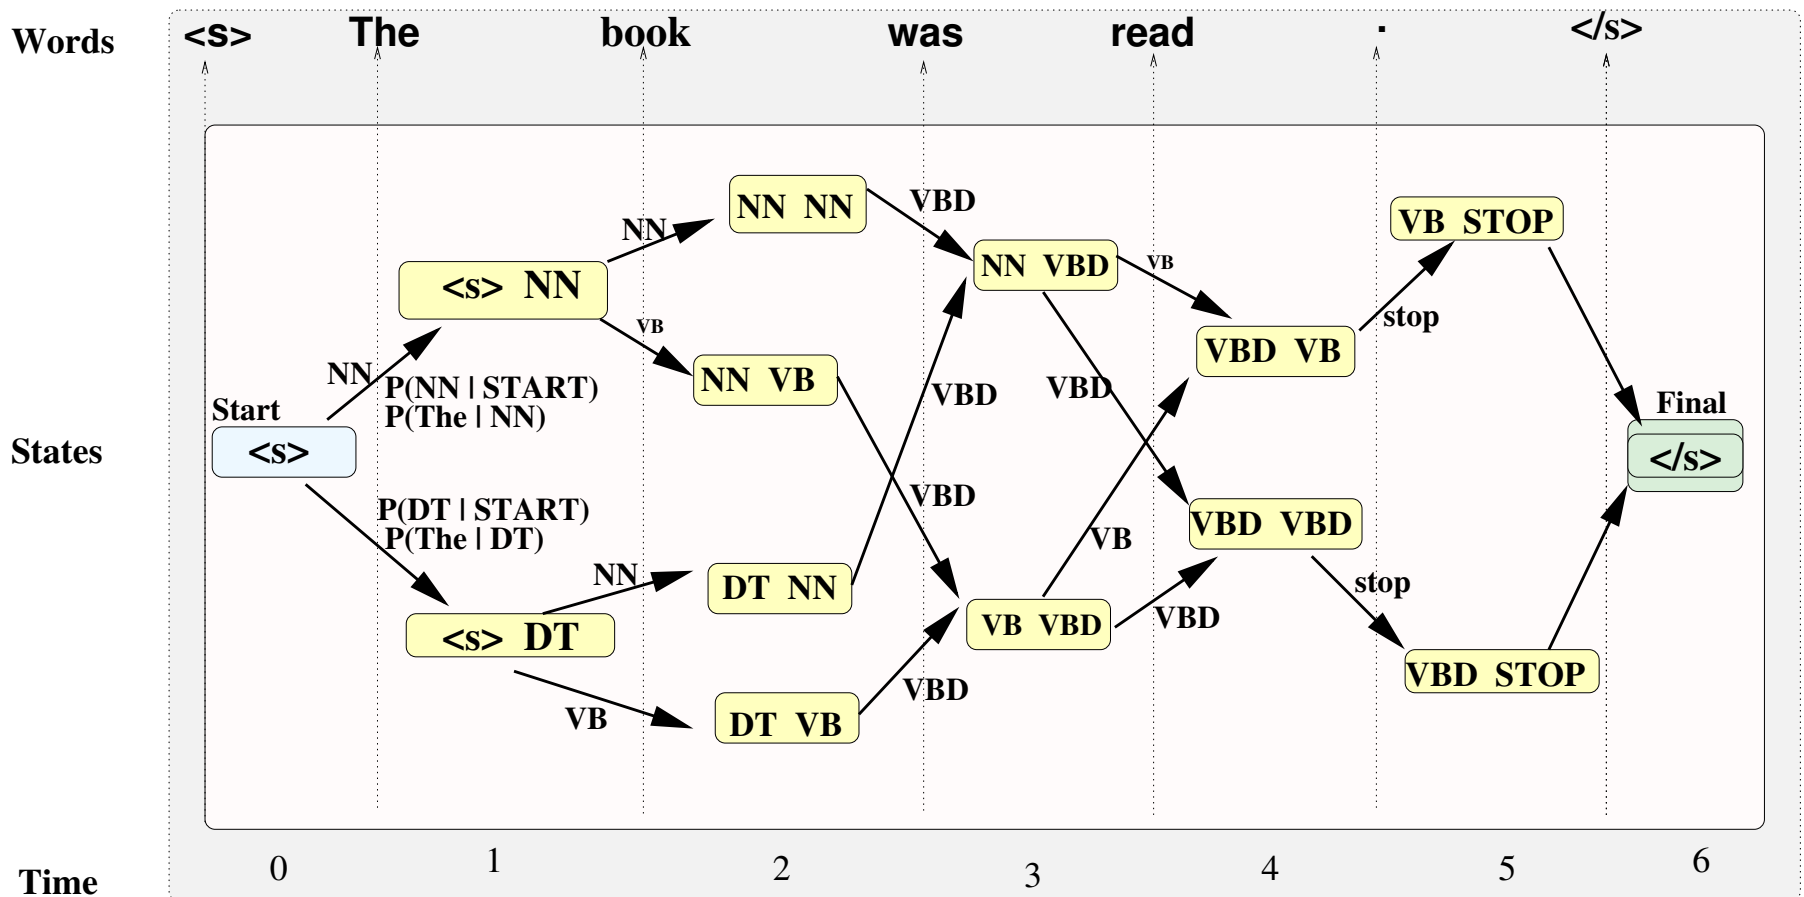 Words <s> The book was read . </s>
NN NN VBD VB STOP
NN
<s> NN NN VBD VB
VB VBD VB stop
NN NN VB VBD
P(NN | START) VBD Final
Start P(The | NN)
States <s> </s>
P(DT | START) VBD VBD VBD
P(The | DT) VB
NN DT NN stop
<s> DT VB VBD VBD
VBD STOP
VB DT VB VBD
Time 0 1 2 3 4 5 6